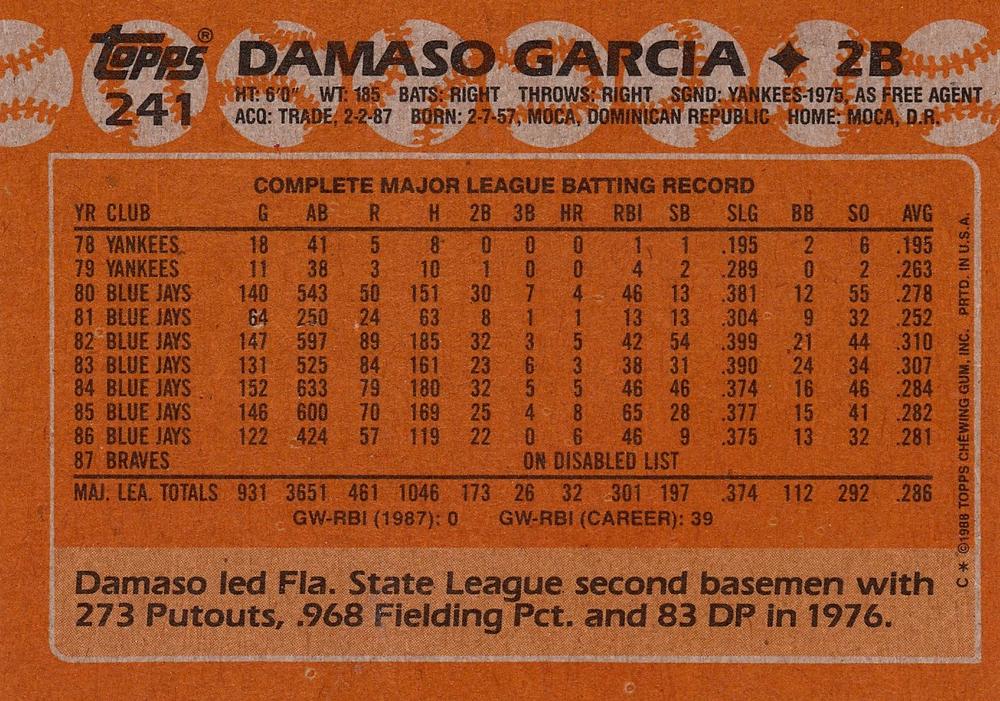 topps® DAMASO GARCIA ✦ 2B
241 HT: 6'0" WT: 185 BATS: RIGHT THROWS: RIGHT SGND: YANKEES-1975, AS FREE AGENT
ACQ: TRADE, 2-2-87 BORN: 2-7-57, MOCA, DOMINICAN REPUBLIC HOME: MOCA, D.R.
COMPLETE MAJOR LEAGUE BATTING RECORD
YR CLUB G AB R H 2B 3B HR RBI SB SLG BB SO AVG
78 YANKEES 18 41 5 8 0 0 0 1 1 .195 2 6 .195
79 YANKEES 11 38 3 10 1 0 0 4 2 .289 0 2 .263
80 BLUE JAYS 140 543 50 151 30 7 4 46 13 .381 12 55 .278
81 BLUE JAYS 64 250 24 63 8 1 1 13 13 .304 9 32 .252
82 BLUE JAYS 147 597 89 185 32 3 5 42 54 .399 21 44 .310
83 BLUE JAYS 131 525 84 161 23 6 3 38 31 .390 24 34 .307
84 BLUE JAYS 152 633 79 180 32 5 5 46 46 .374 16 46 .284
85 BLUE JAYS 146 600 70 169 25 4 8 65 28 .377 15 41 .282
86 BLUE JAYS 122 424 57 119 22 0 6 46 9 .375 13 32 .281
87 BRAVES ON DISABLED LIST
MAJ. LEA. TOTALS 931 3651 461 1046 173 26 32 301 197 .374 112 292 .286
GW-RBI (1987): 0 GW-RBI (CAREER): 39
Damaso led Fla. State League second basemen with
273 Putouts, .968 Fielding Pct. and 83 DP in 1976.
C * ©1988 TOPPS CHEWING GUM, INC. PRTD. IN U.S.A.